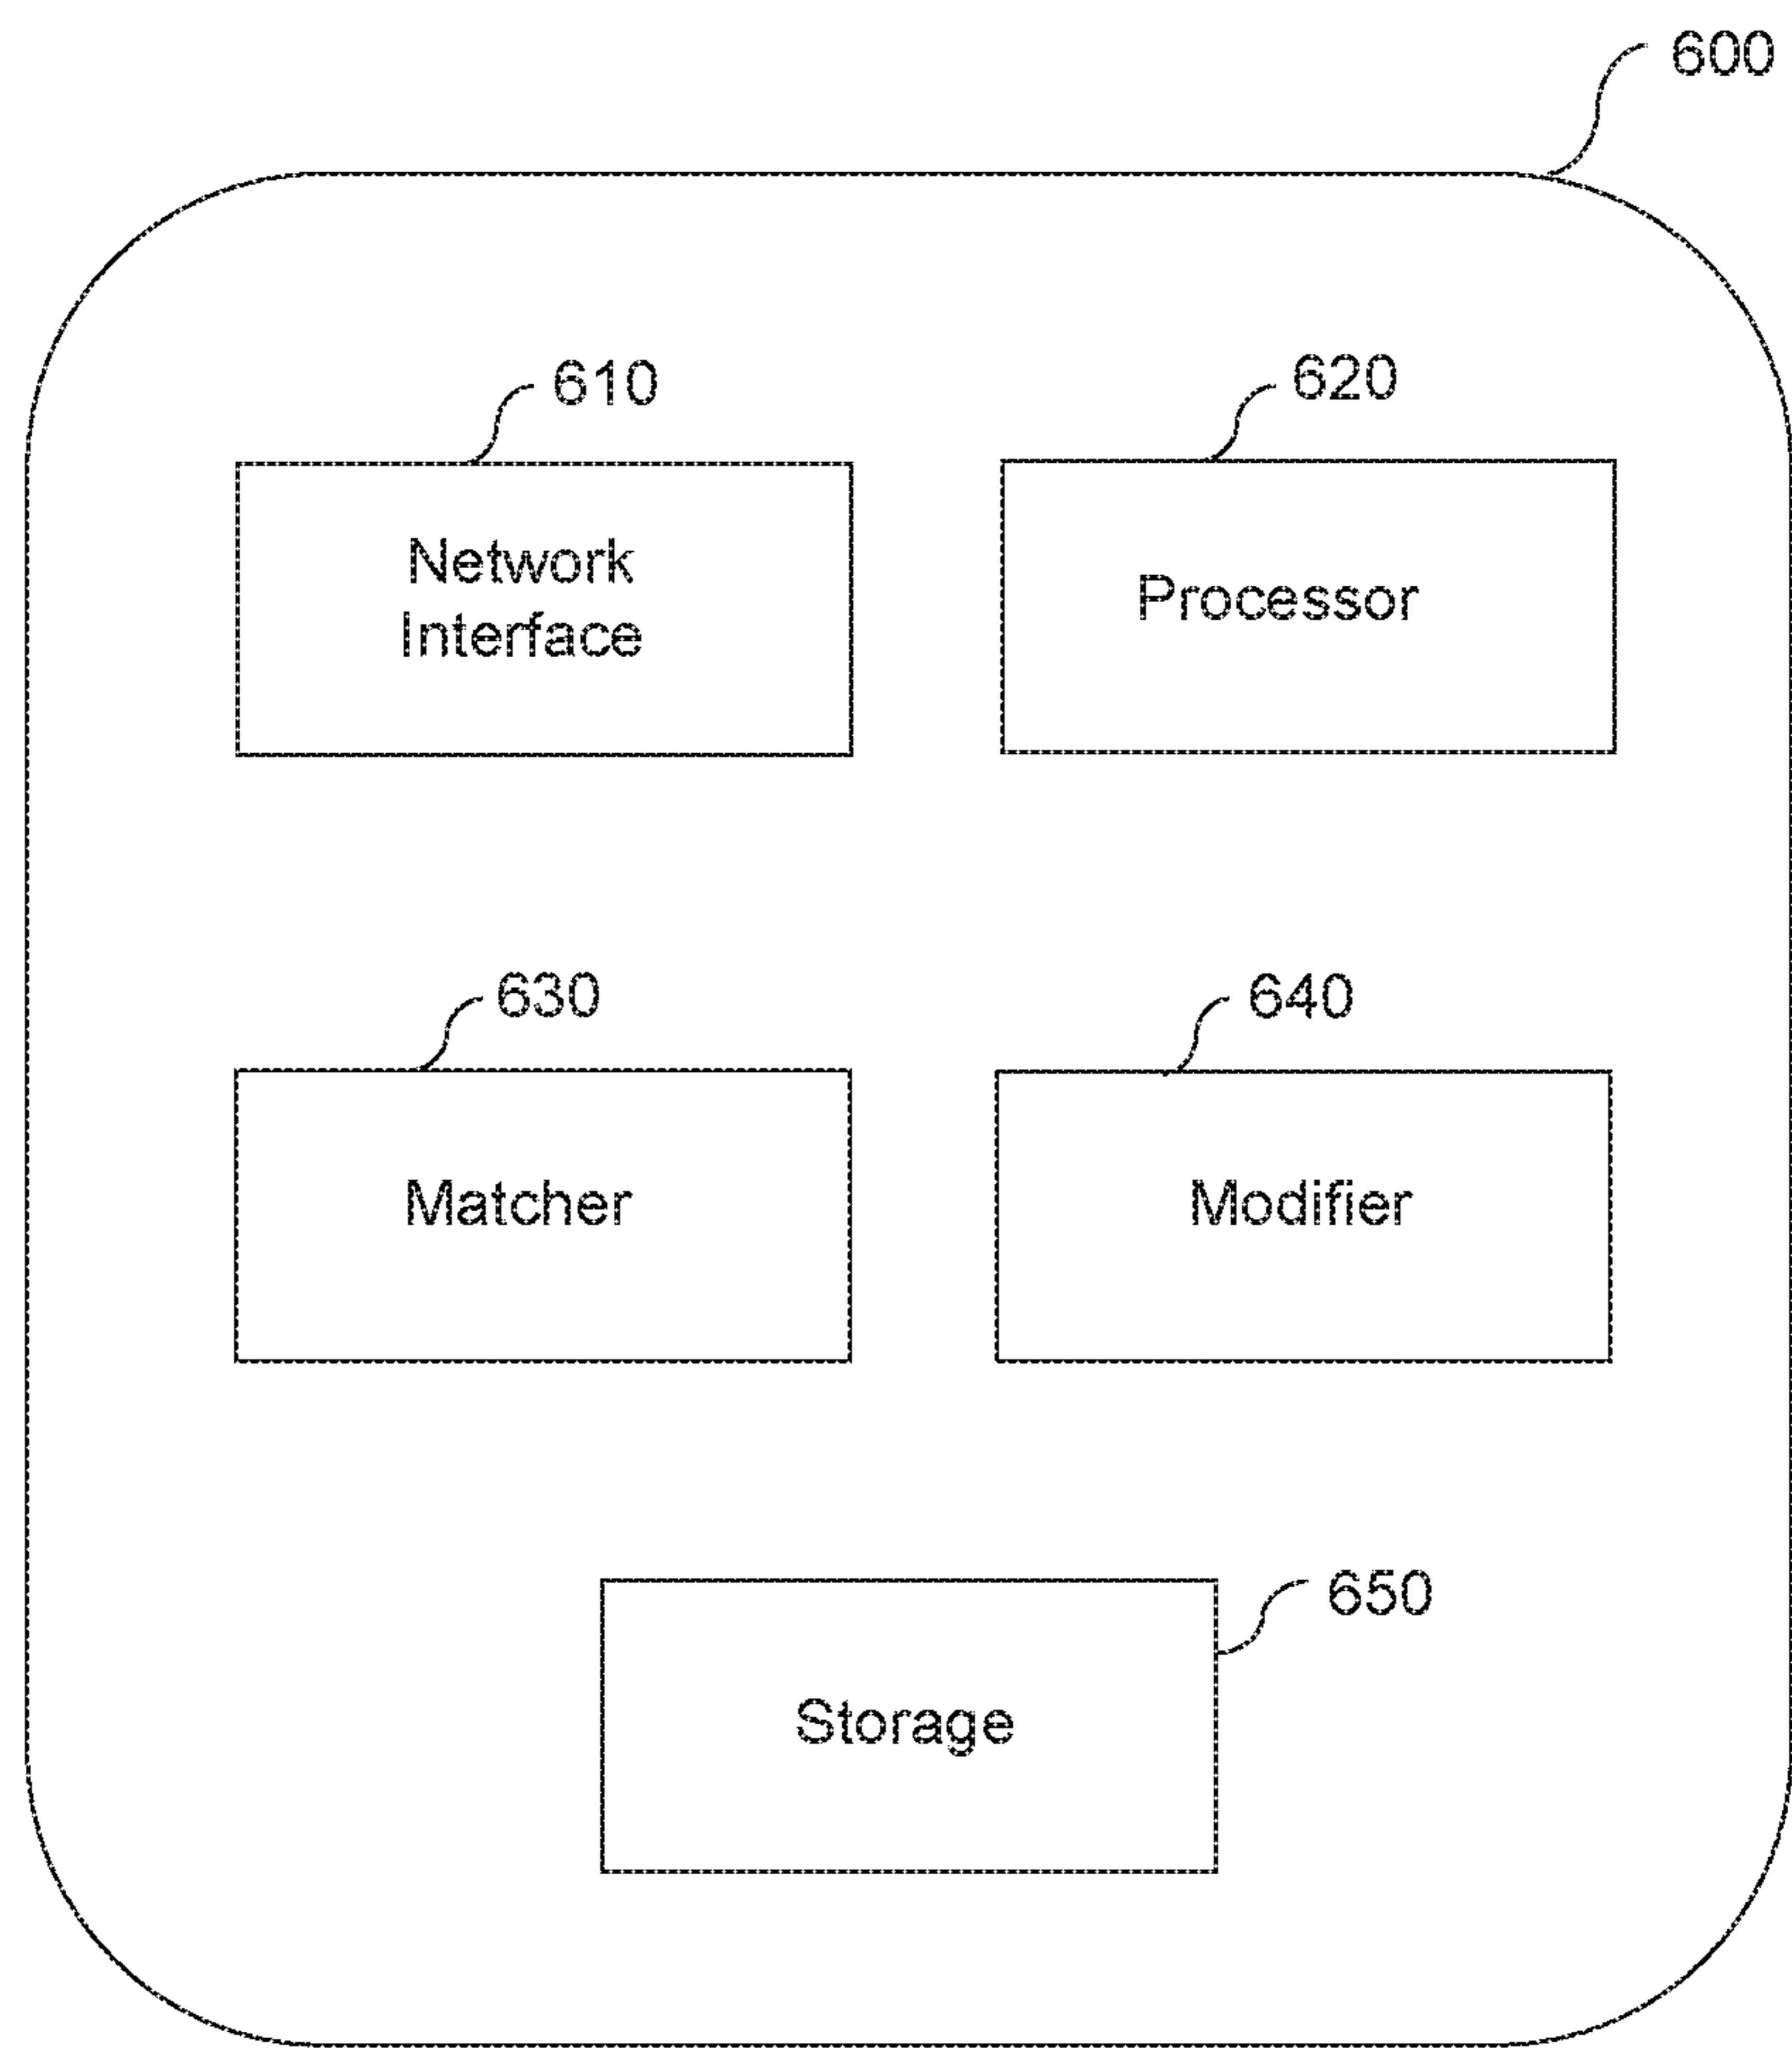 600
610
620
Network
Interface
Processor
630
640
Matcher
Modifier
650
Storage